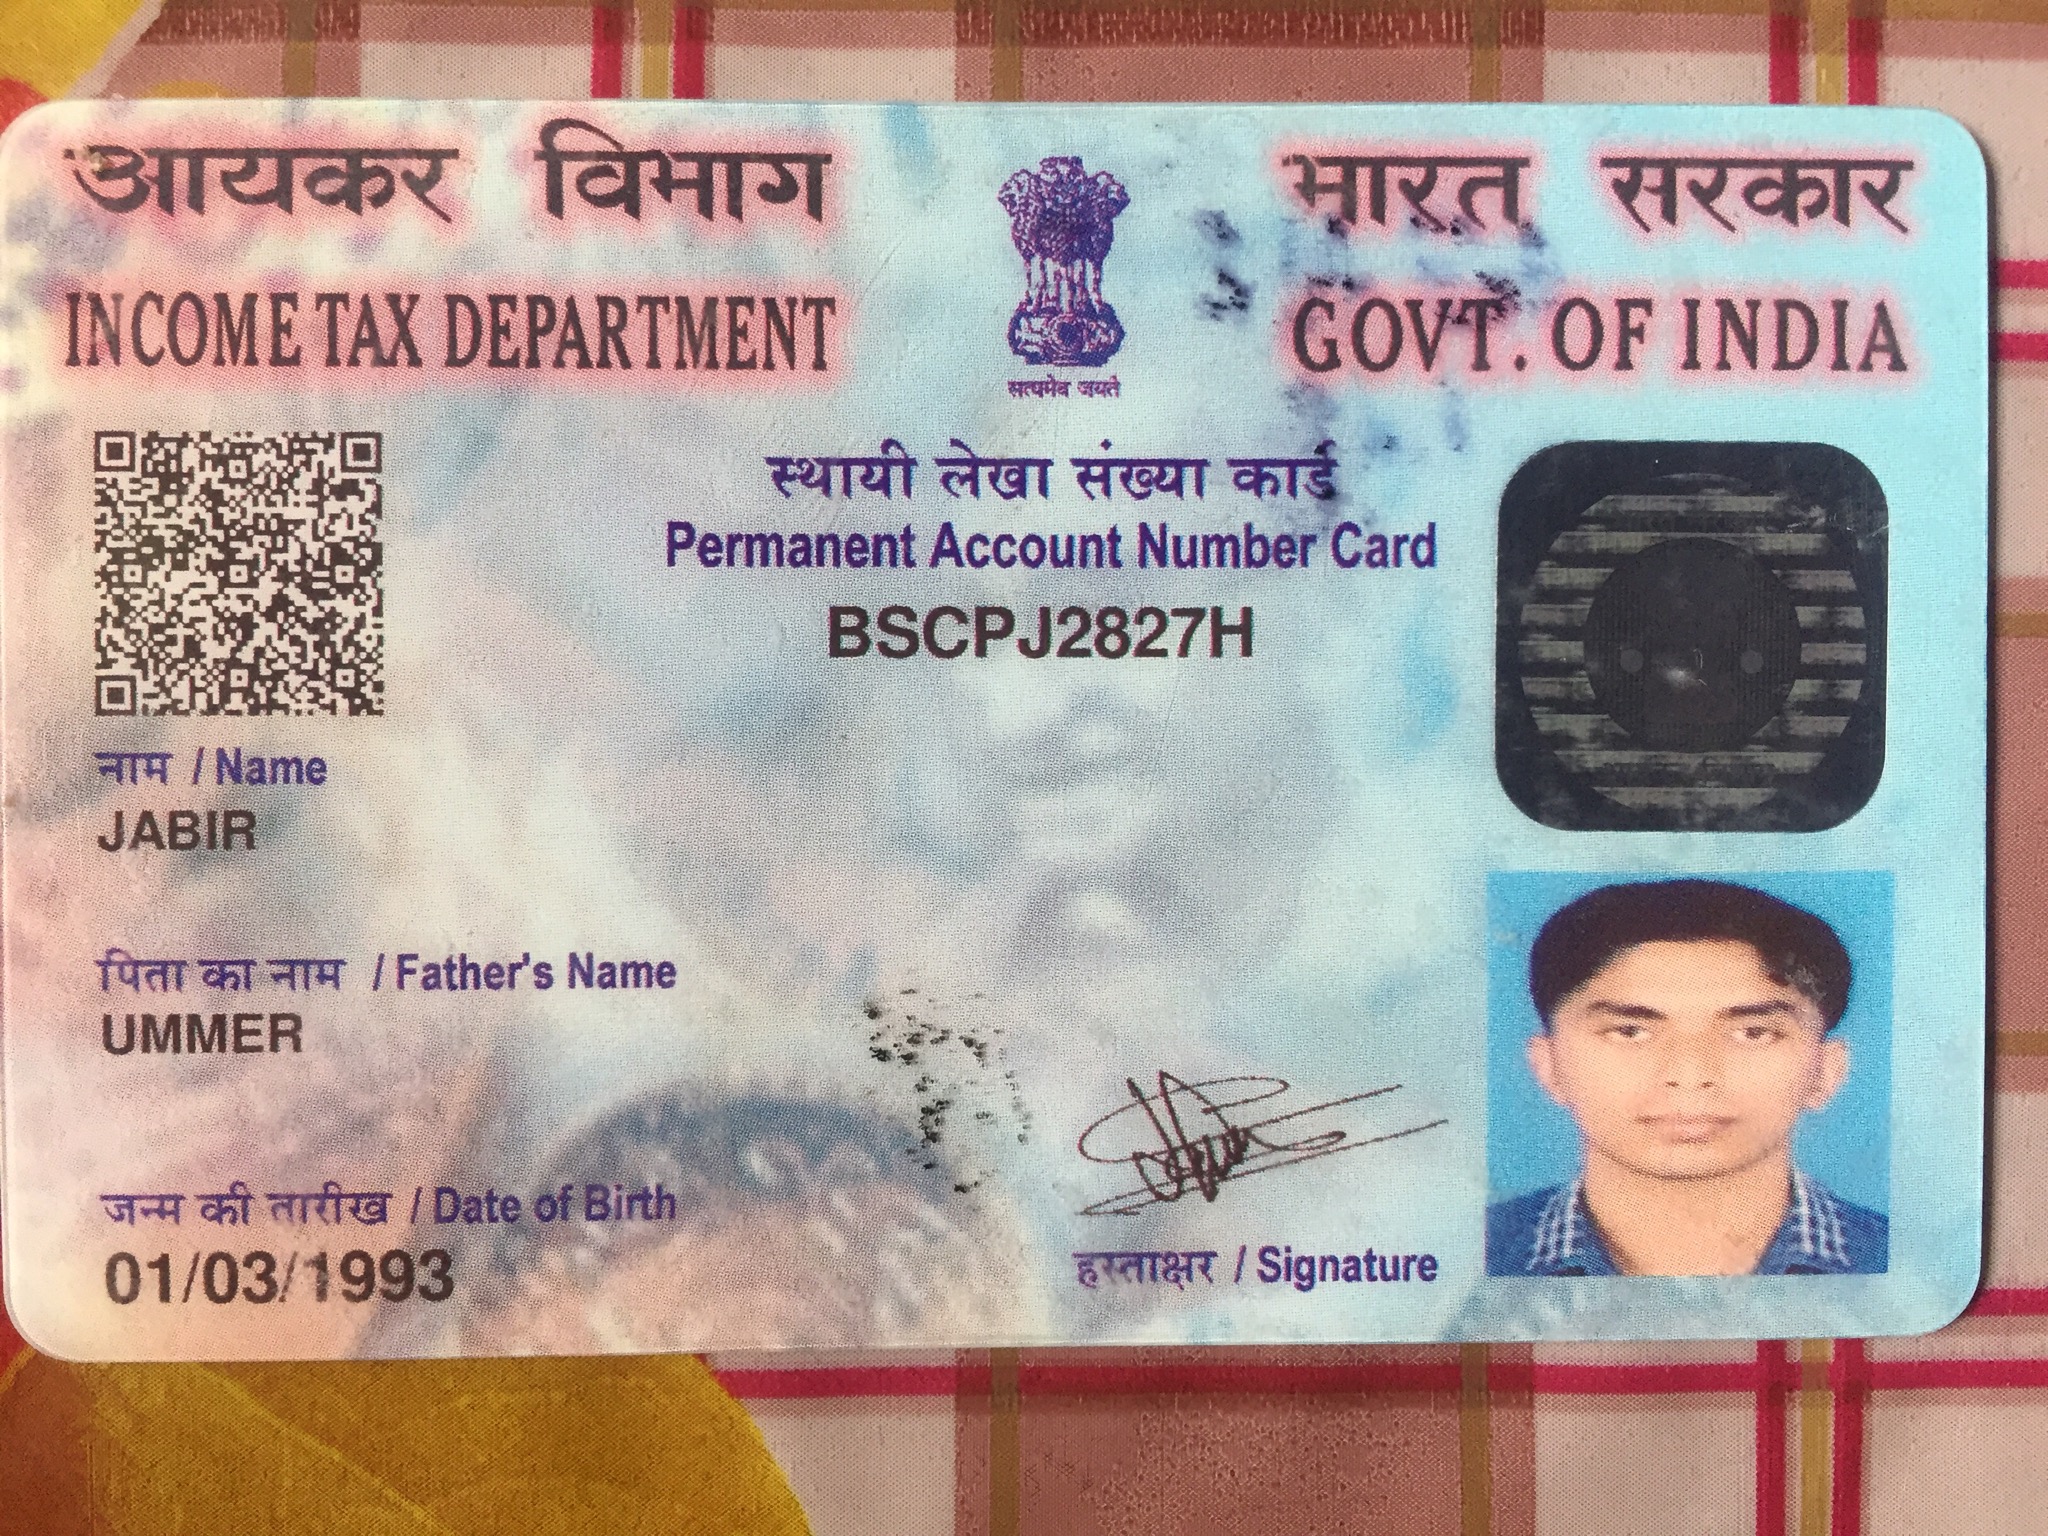 आयकर विभाग
INCOME TAX DEPARTMENT
सत्यमेव जयते
भारत सरकार
GOVT. OF INDIA
स्थायी लेखा संख्या कार्ड
Permanent Account Number Card
BSCPJ2827H
नाम / Name
JABIR
पिता का नाम / Father's Name
UMMER
जन्म की तारीख / Date of Birth
01/03/1993
हस्ताक्षर / Signature